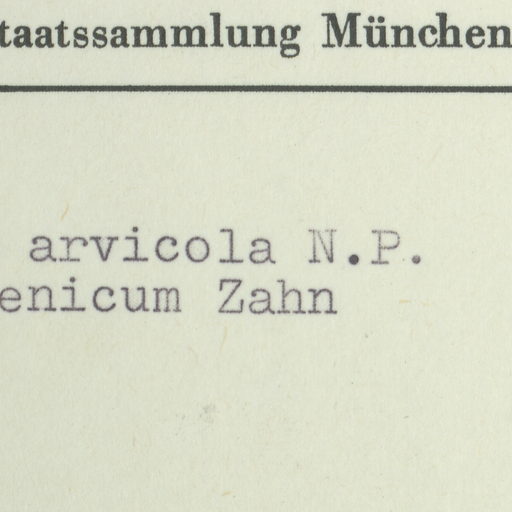 taatssammlung München
arvicola N.P.
enicum Zahn